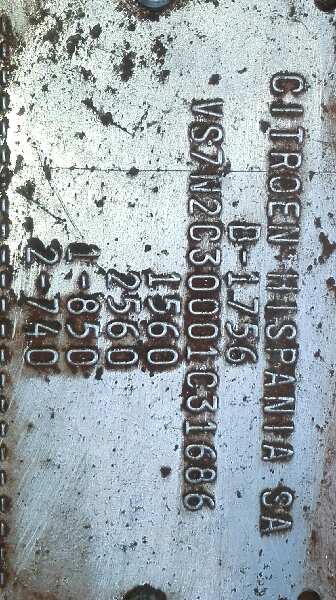 CITROEN HISPANIA SA
B-1756
VS7N2C30001C31686
1560
2560
1-850
2-740